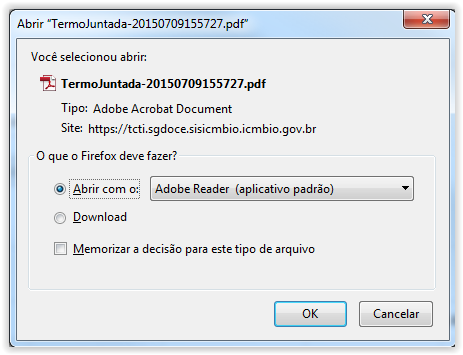 Abrir "TermoJuntada-20150709155727.pdf"
Você selecionou abrir:
TermoJuntada-20150709155727.pdf
Tipo: Adobe Acrobat Document
Site: https://tcti.sgdoce.sisicmbio.icmbio.gov.br
O que o Firefox deve fazer?
Abrir com o: Adobe Reader (aplicativo padrão)
Download
Memorizar a decisão para este tipo de arquivo
OK Cancelar